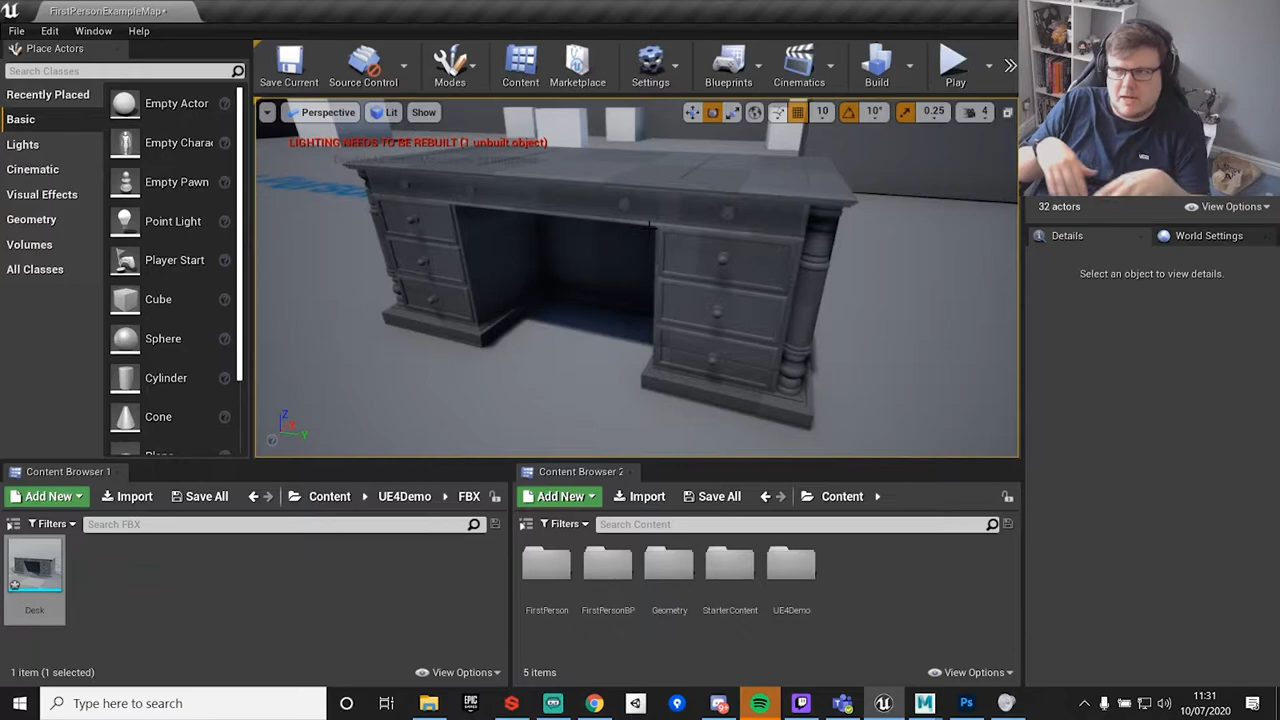 FirstPersonExampleMap*
File Edit Window Help
Place Actors
Search Classes
Recently Placed
Basic
Lights
Cinematic
Visual Effects
Geometry
Volumes
All Classes
Empty Actor
Empty Chara
Empty Pawn
Point Light
Player Start
Cube
Sphere
Cylinder
Cone
Save Current
Source Control
Modes
Content
Marketplace
Settings
Blueprints
Cinematics
Build
Play
Perspective Lit Show
10 10° 0.25 4
LIGHTING NEEDS TO BE REBUILT (1 unbuilt object)
Z
Y
32 actors View Options
Details World Settings
Select an object to view details.
Content Browser 1
Add New Import Save All Content UE4Demo FBX
Filters Search FBX
Desk
1 item (1 selected) View Options
Content Browser 2
Add New Import Save All Content
Filters Search Content
FirstPerson FirstPersonBP Geometry StarterContent UE4Demo
5 items View Options
Type here to search
EPIC
Ps
11:31
10/07/2020